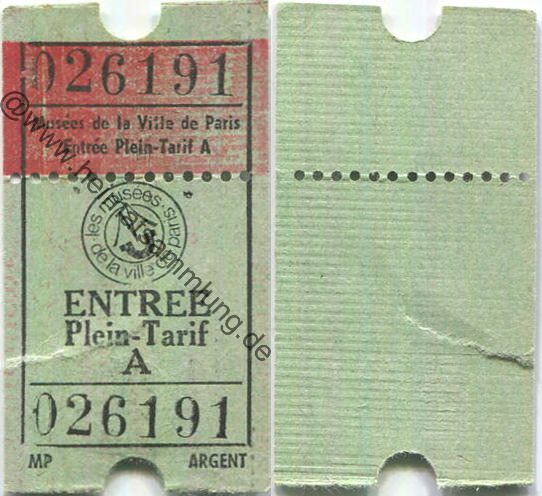 026191
Musées de la Ville de Paris
Entrée Plein-Tarif A
les musées·
de la ville de paris·
ENTREE
Plein-Tarif
A
026191
MP ARGENT
@www.heimatsammlung.de